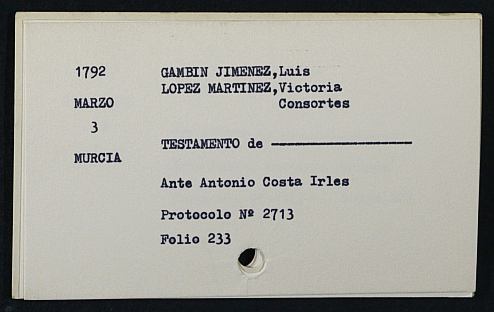 1792 GAMBIN JIMENEZ,Luis
LOPEZ MARTINEZ,Victoria
MARZO Consortes
3
TESTAMENTO de ------------------
MURCIA
Ante Antonio Costa Irles
Protocolo Nº 2713
Folio 233